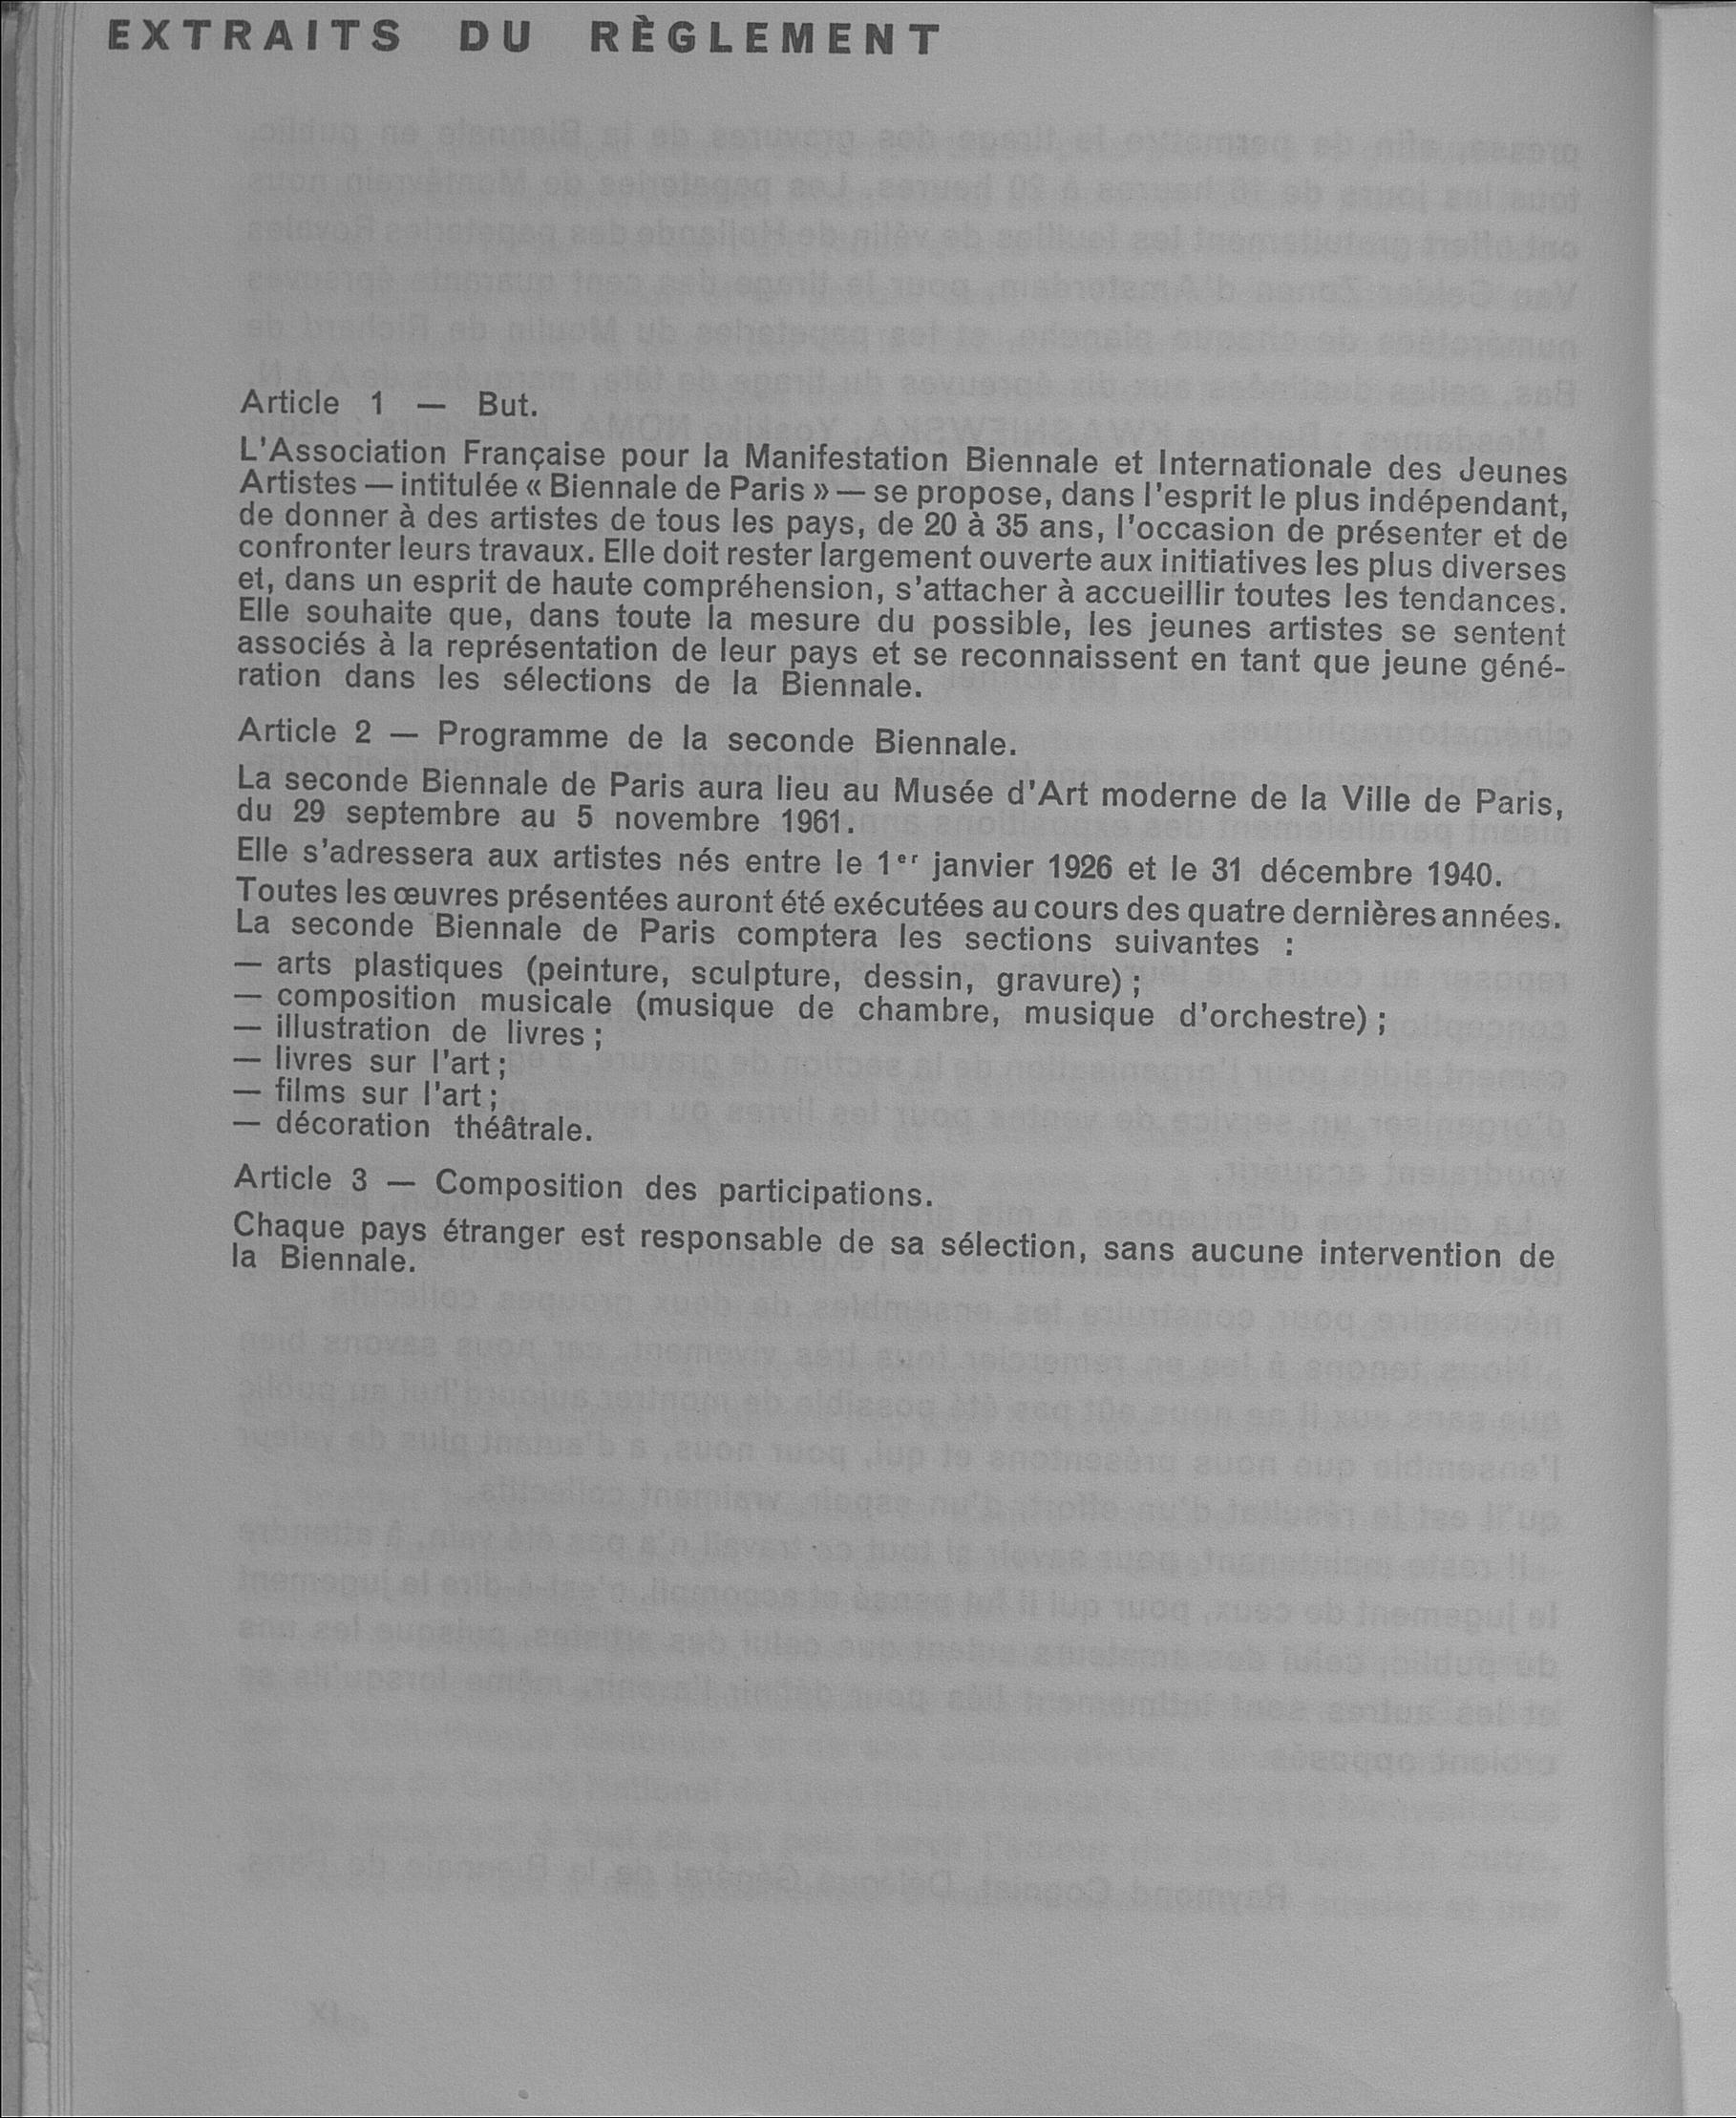 EXTRAITS DU RÈGLEMENT
Article 1 — But.
L'Association Française pour la Manifestation Biennale et Internationale des Jeunes
Artistes — intitulée « Biennale de Paris » — se propose, dans l'esprit le plus indépendant,
de donner à des artistes de tous les pays, de 20 à 35 ans, l'occasion de présenter et de
confronter leurs travaux. Elle doit rester largement ouverte aux initiatives les plus diverses
et, dans un esprit de haute compréhension, s'attacher à accueillir toutes les tendances.
Elle souhaite que, dans toute la mesure du possible, les jeunes artistes se sentent
associés à la représentation de leur pays et se reconnaissent en tant que jeune géné-
ration dans les sélections de la Biennale.
Article 2 — Programme de la seconde Biennale.
La seconde Biennale de Paris aura lieu au Musée d'Art moderne de la Ville de Paris,
du 29 septembre au 5 novembre 1961.
Elle s'adressera aux artistes nés entre le 1er janvier 1926 et le 31 décembre 1940.
Toutes les œuvres présentées auront été exécutées au cours des quatre dernières années.
La seconde Biennale de Paris comptera les sections suivantes :
— arts plastiques (peinture, sculpture, dessin, gravure) ;
— composition musicale (musique de chambre, musique d'orchestre) ;
— illustration de livres ;
— livres sur l'art ;
— films sur l'art ;
— décoration théâtrale.
Article 3 — Composition des participations.
Chaque pays étranger est responsable de sa sélection, sans aucune intervention de
la Biennale.